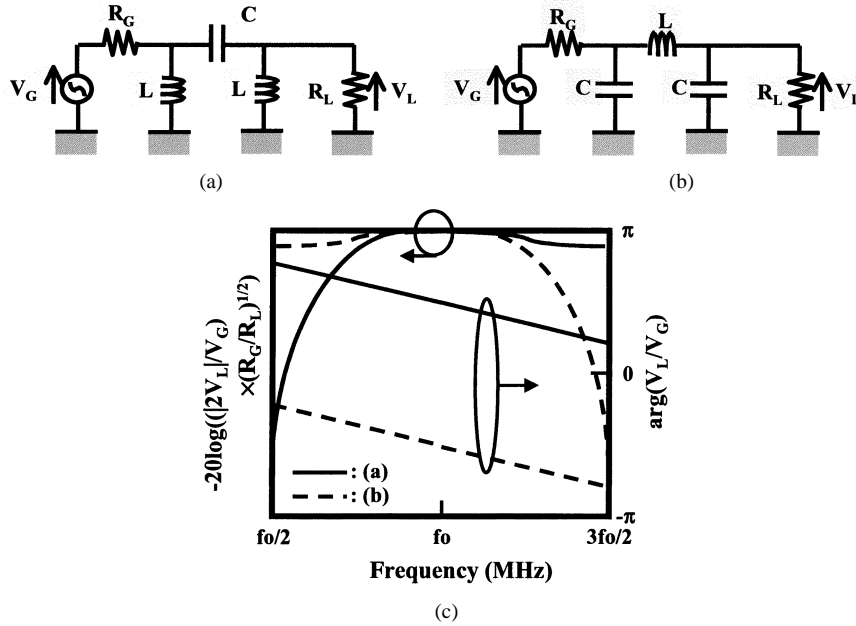 R_G
C
V_G
L
L
R_L
V_L
(a)
R_G
L
V_G
C
C
R_L
V_I
(b)
-20log((|2V_L|/V_G)
×(R_G/R_L)^{1/2})
π
0
-π
arg(V_L/V_G)
: (a)
: (b)
fo/2
fo
3fo/2
Frequency (MHz)
(c)